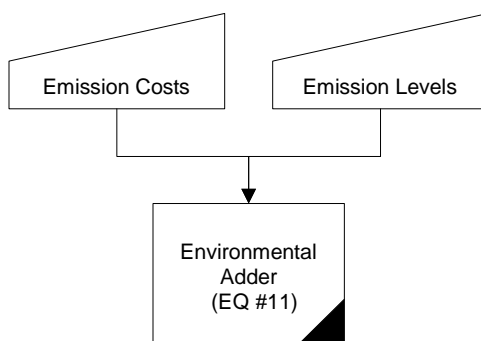 Emission Costs
Emission Levels
Environmental
Adder
(EQ #11)